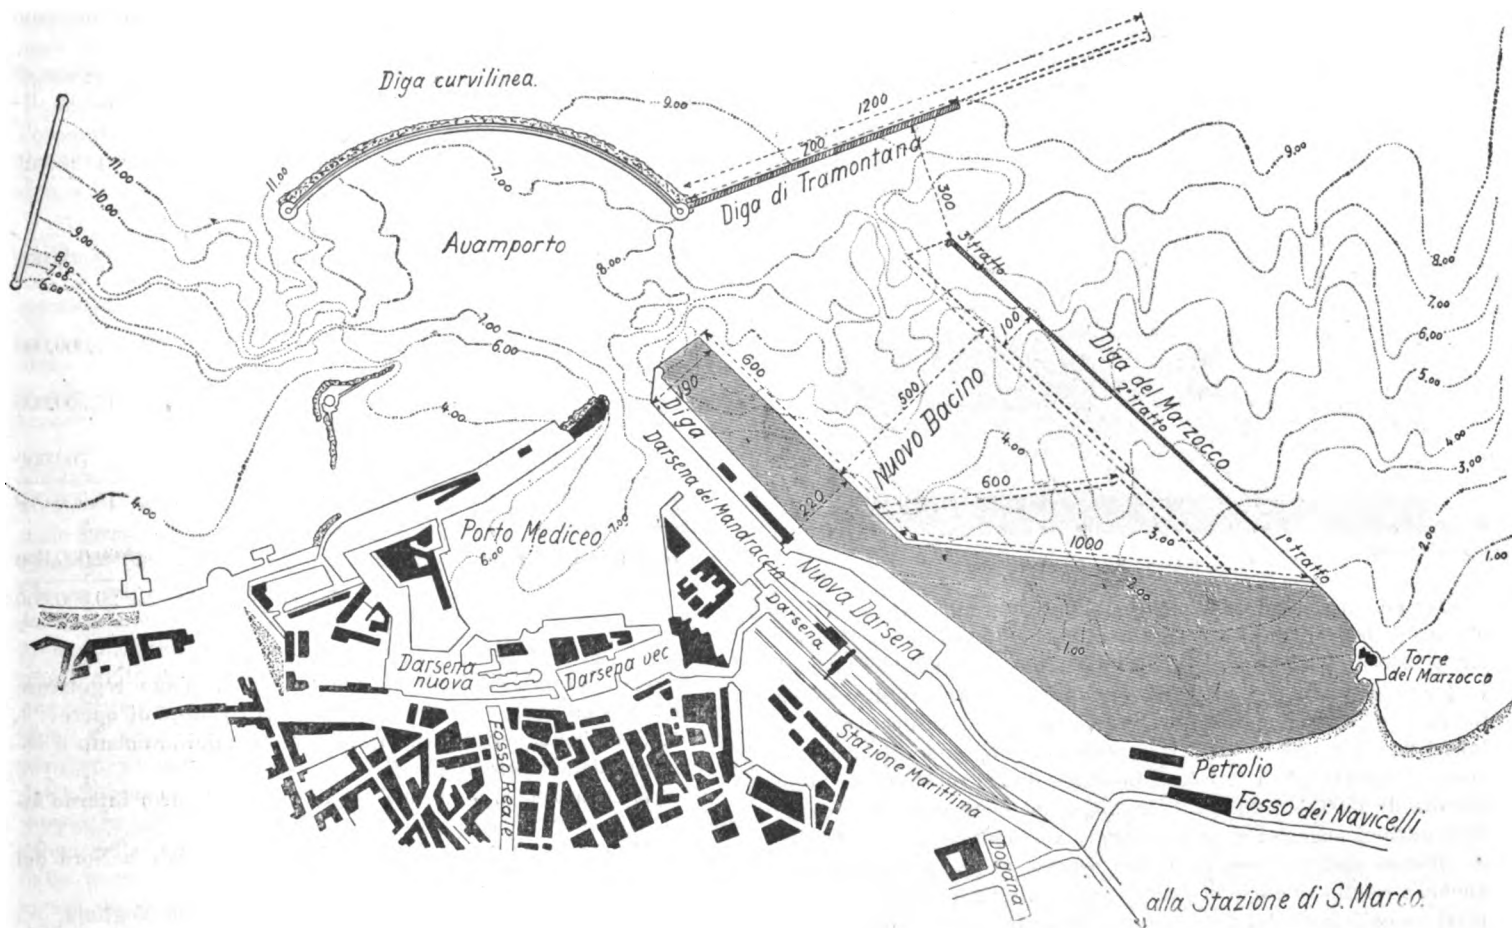 Diga curvilinea.
9.00
1200
200
Diga di Tramontana
300
9.00
11.00
11.00
10.00
7.00
9.00
8.00
7.00
6.00
Avamporto
8.00
3° tratto
8.00
7.00
6.00
5.00
4.00
3.00
2.00
1.00
7.00
6.00
100
Diga del Marzocco
2° Tratto
1° tratto
600
500
190
Diga
Nuovo Bacino
4.00
600
220
1000
3.00
2.00
1.00
4.00
4.00
Porto Mediceo
7.00
6.00
Darsena del Mandraccio
Nuova Darsena
Darsena
Darsena
nuova
Darsena vec
Torre
del Marzocco
Fosso Reale
Stazione Marittima
Petrolio
Fosso dei Navicelli
Dogana
alla Stazione di S. Marco.